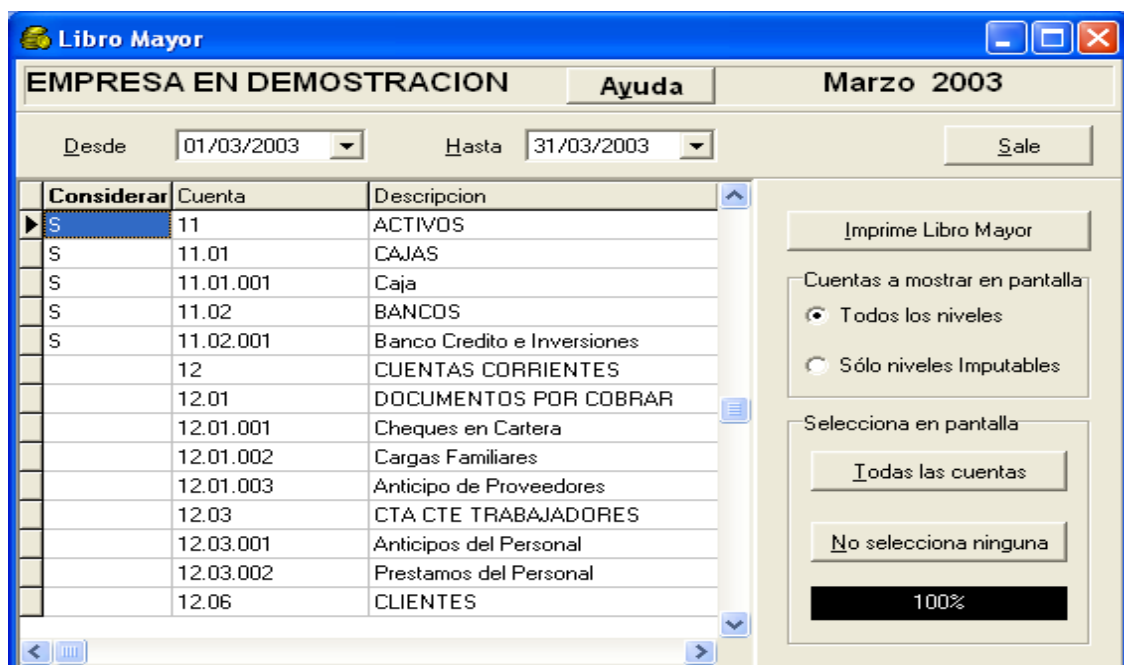 Libro Mayor
EMPRESA EN DEMOSTRACION Ayuda Marzo 2003
Desde 01/03/2003 Hasta 31/03/2003 Sale
Considerar Cuenta Descripcion
S 11 ACTIVOS
S 11.01 CAJAS
S 11.01.001 Caja
S 11.02 BANCOS
S 11.02.001 Banco Credito e Inversiones
12 CUENTAS CORRIENTES
12.01 DOCUMENTOS POR COBRAR
12.01.001 Cheques en Cartera
12.01.002 Cargas Familiares
12.01.003 Anticipo de Proveedores
12.03 CTA CTE TRABAJADORES
12.03.001 Anticipos del Personal
12.03.002 Prestamos del Personal
12.06 CLIENTES
Imprime Libro Mayor
Cuentas a mostrar en pantalla
Todos los niveles
Sólo niveles Imputables
Selecciona en pantalla
Todas las cuentas
No selecciona ninguna
100%